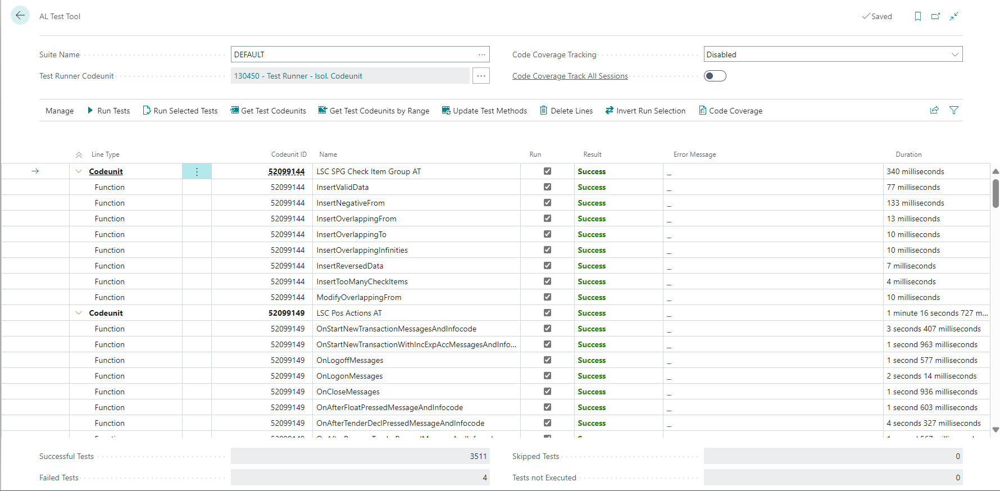 AL Test Tool
Saved
Suite Name DEFAULT ... Code Coverage Tracking Disabled
Test Runner Codeunit 130450 - Test Runner - Isol. Codeunit ... Code Coverage Track All Sessions
Manage Run Tests Run Selected Tests Get Test Codeunits Get Test Codeunits by Range Update Test Methods Delete Lines Invert Run Selection Code Coverage
Line Type Codeunit ID Name Run Result Error Message Duration
Codeunit 52099144 LSC SPG Check Item Group AT Success _ 340 milliseconds
Function 52099144 InsertValidData Success _ 77 milliseconds
Function 52099144 InsertNegativeFrom Success _ 133 milliseconds
Function 52099144 InsertOverlappingFrom Success _ 13 milliseconds
Function 52099144 InsertOverlappingTo Success _ 10 milliseconds
Function 52099144 InsertOverlappingInfinities Success _ 10 milliseconds
Function 52099144 InsertReversedData Success _ 7 milliseconds
Function 52099144 InsertTooManyCheckItems Success _ 4 milliseconds
Function 52099144 ModifyOverlappingFrom Success _ 10 milliseconds
Codeunit 52099149 LSC Pos Actions AT Success _ 1 minute 16 seconds 727 m...
Function 52099149 OnStartNewTransactionMessagesAndInfocode Success _ 3 seconds 407 milliseconds
Function 52099149 OnStartNewTransactionWithIncExpAccMessagesAndInfo... Success _ 1 second 963 milliseconds
Function 52099149 OnLogoffMessages Success _ 1 second 577 milliseconds
Function 52099149 OnLogonMessages Success _ 2 seconds 14 milliseconds
Function 52099149 OnCloseMessages Success _ 1 second 936 milliseconds
Function 52099149 OnAfterFloatPressedMessageAndInfocode Success _ 1 second 603 milliseconds
Function 52099149 OnAfterTenderDeclPressedMessageAndInfocode Success _ 4 seconds 327 milliseconds
Successful Tests 3511 Skipped Tests 0
Failed Tests 4 Tests not Executed 0